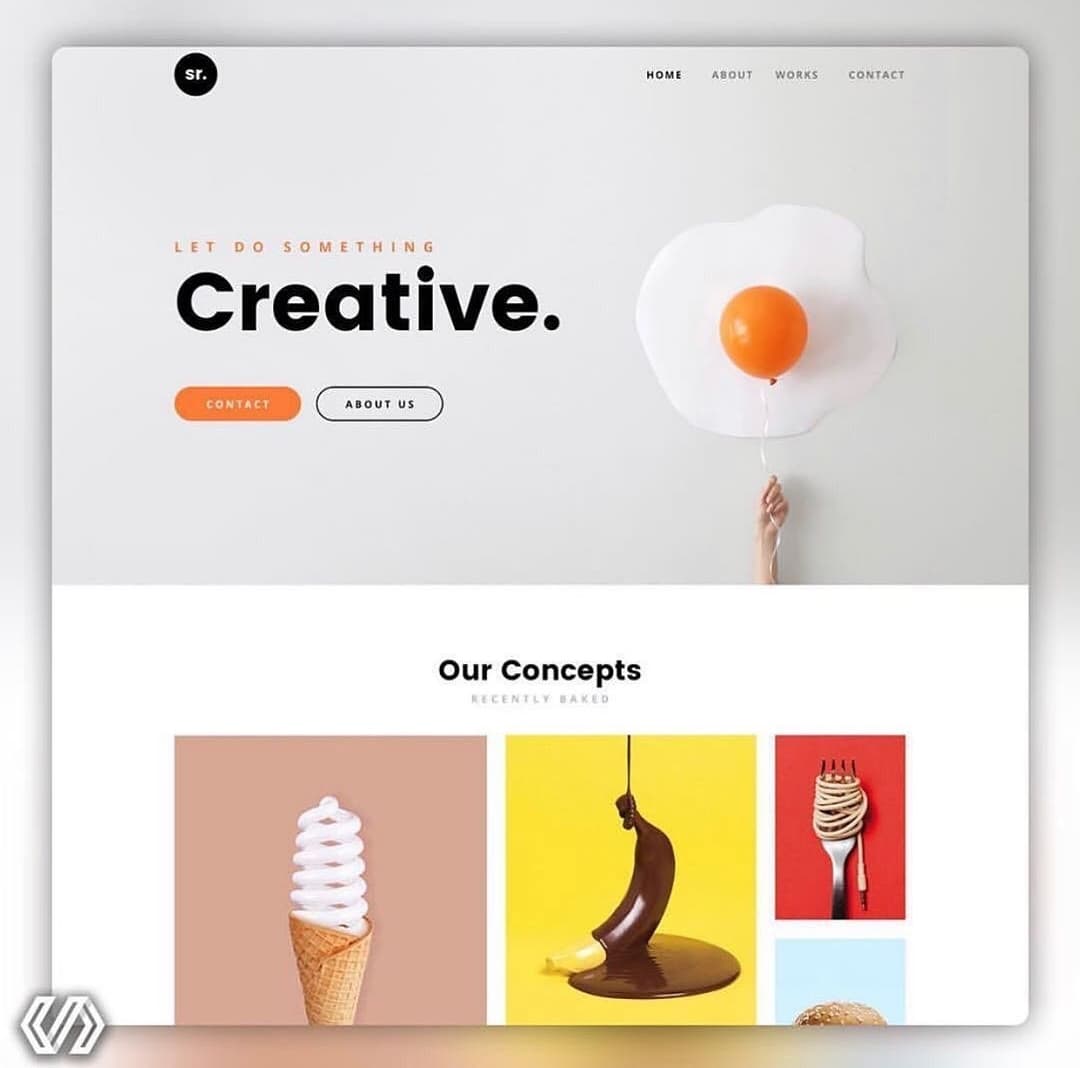 sr.
HOME ABOUT WORKS CONTACT
LET DO SOMETHING
Creative.
CONTACT ABOUT US
Our Concepts
RECENTLY BAKED